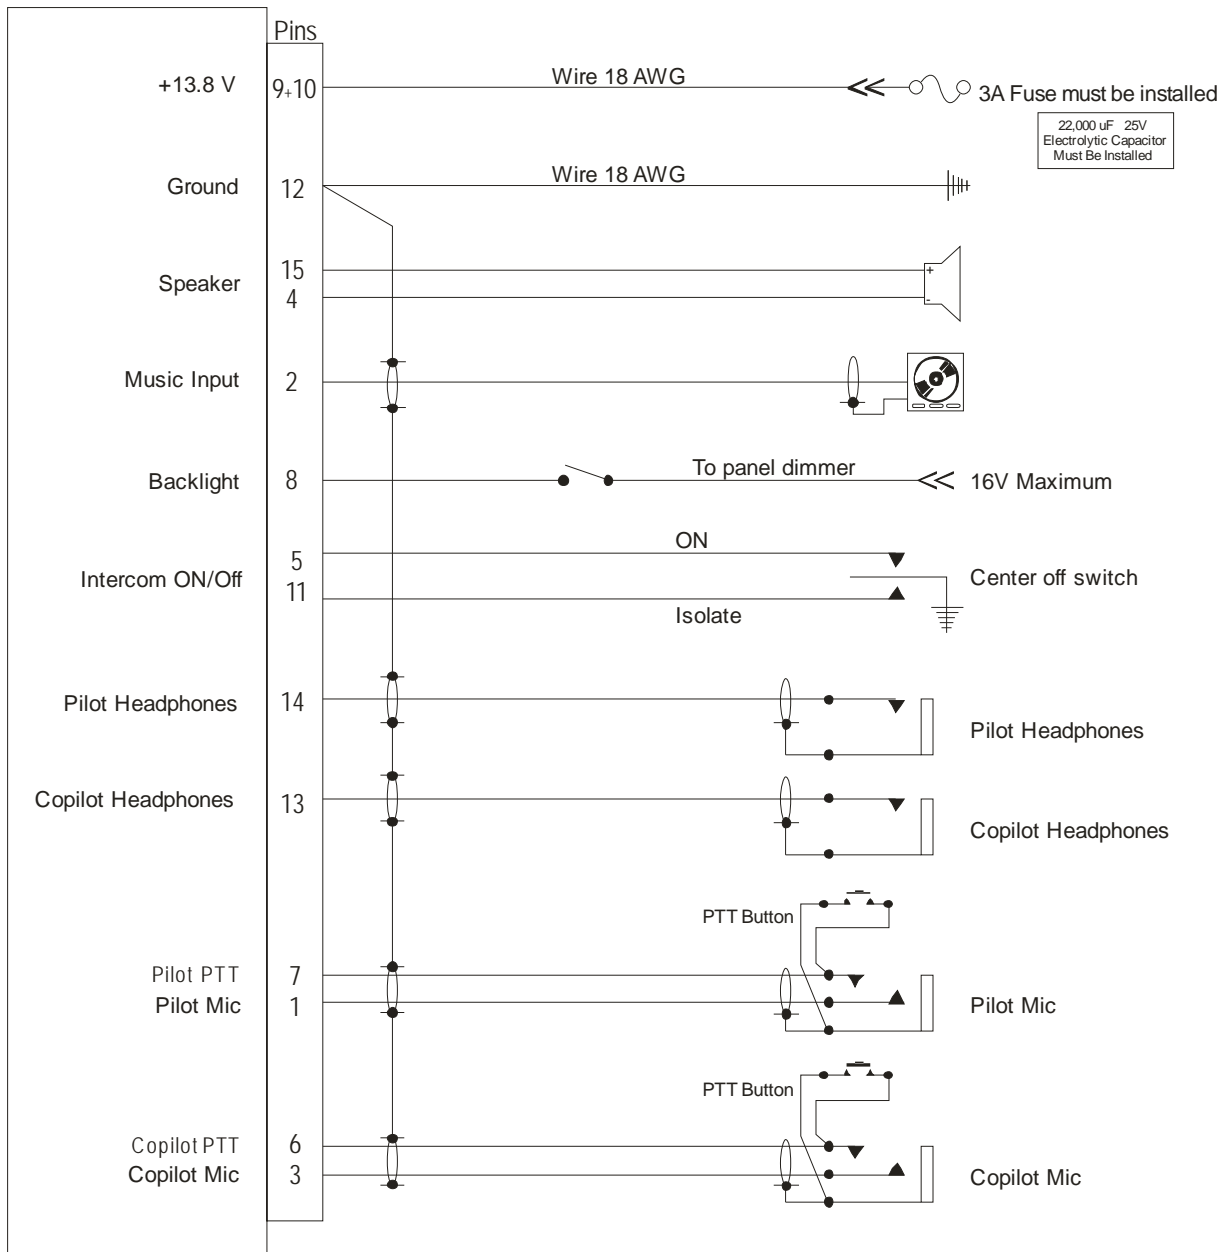 Pins
+13.8 V 9+10 Wire 18 AWG 3A Fuse must be installed
22,000 uF 25V
Electrolytic Capacitor
Must Be Installed
Ground 12 Wire 18 AWG
Speaker 15
4
+
-
Music Input 2
Backlight 8 To panel dimmer 16V Maximum
ON
5
Intercom ON/Off Center off switch
11
Isolate
Pilot Headphones 14
Pilot Headphones
Copilot Headphones 13
Copilot Headphones
PTT Button
Pilot PTT 7
Pilot Mic 1 Pilot Mic
PTT Button
Copilot PTT 6
Copilot Mic 3 Copilot Mic